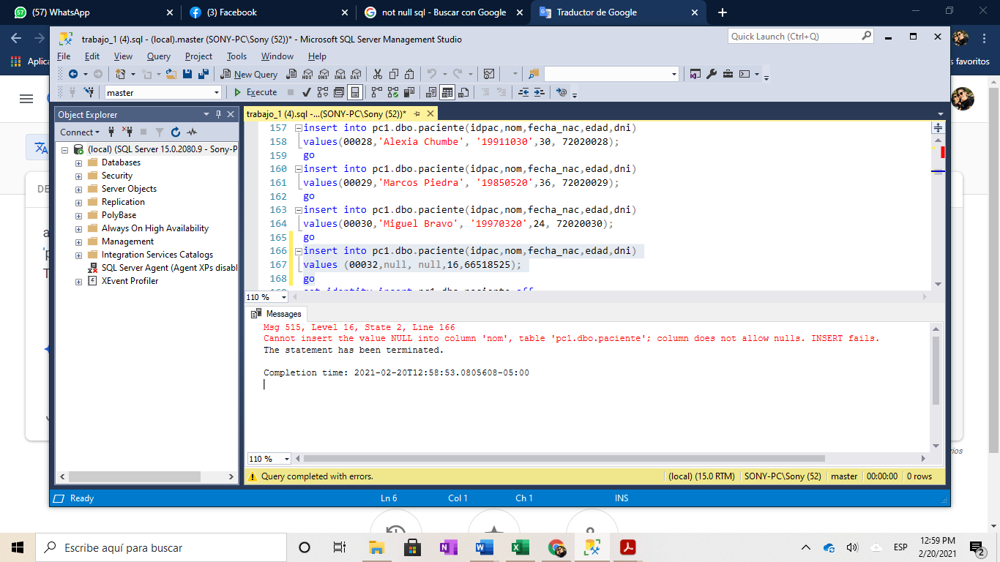 (57) WhatsApp
(3) Facebook
not null sql - Buscar con Google
Traductor de Google
trabajo_1 (4).sql - (local).master (SONY-PC\Sony (52))* - Microsoft SQL Server Management Studio
Quick Launch (Ctrl+Q)
File Edit View Query Project Tools Window Help
Aplica
s favoritos
New Query
MDX DMX XMLA DAX
master
Execute
Object Explorer
trabajo_1 (4).sql -...(SONY-PC\Sony (52))*
Connect
(local) (SQL Server 15.0.2080.9 - Sony-P
Databases
Security
Server Objects
Replication
PolyBase
Always On High Availability
Management
Integration Services Catalogs
SQL Server Agent (Agent XPs disabl
XEvent Profiler
DE
a
'p
T
157 insert into pc1.dbo.paciente(idpac,nom,fecha_nac,edad,dni)
158 values(00028,'Alexia Chumbe', '19911030',30, 72020028);
159 go
160 insert into pc1.dbo.paciente(idpac,nom,fecha_nac,edad,dni)
161 values(00029,'Marcos Piedra', '19850520',36, 72020029);
162 go
163 insert into pc1.dbo.paciente(idpac,nom,fecha_nac,edad,dni)
164 values(00030,'Miguel Bravo', '19970320',24, 72020030);
165 go
166 insert into pc1.dbo.paciente(idpac,nom,fecha_nac,edad,dni)
167 values (00032,null, null,16,66518525);
168 go
110 %
Messages
Msg 515, Level 16, State 2, Line 166
Cannot insert the value NULL into column 'nom', table 'pc1.dbo.paciente'; column does not allow nulls. INSERT fails.
The statement has been terminated.
Completion time: 2021-02-20T12:58:53.0805608-05:00
110 %
Query completed with errors.
(local) (15.0 RTM)
SONY-PC\Sony (52)
master
00:00:00
0 rows
rios
Ready
Ln 6
Col 1
Ch 1
INS
Escribe aquí para buscar
ESP
12:59 PM
2/20/2021
2